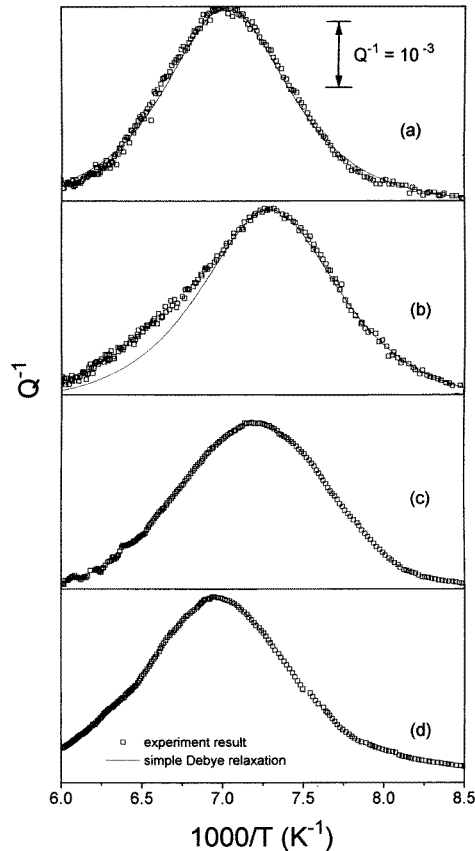 Q⁻¹ = 10⁻³
(a)
(b)
Q⁻¹
(c)
(d)
experiment result
simple Debye relaxation
6.0 6.5 7.0 7.5 8.0 8.5
1000/T (K⁻¹)